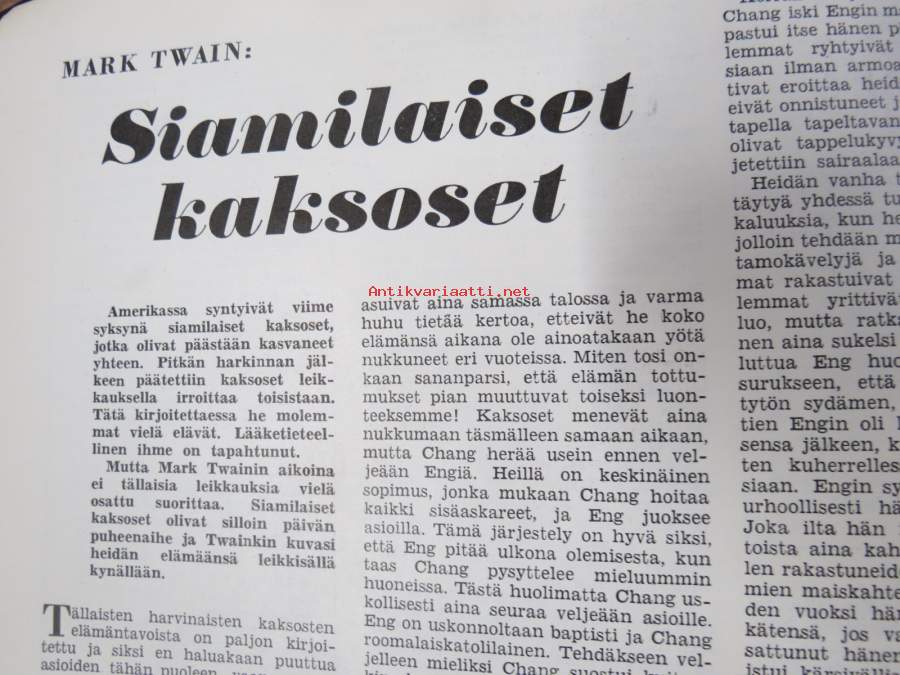 MARK TWAIN:
Siamilaiset
kaksoset
Amerikassa syntyivät viime
syksynä siamilaiset kaksoset,
jotka olivat päästään kasvaneet
yhteen. Pitkän harkinnan jäl-
keen päätettiin kaksoset leik-
kauksella irroittaa toisistaan.
Tätä kirjoitettaessa he molem-
mat vielä elävät. Lääketieteel-
linen ihme on tapahtunut.
Mutta Mark Twainin aikoina
ei tällaisia leikkauksia vielä
osattu suorittaa. Siamilaiset
kaksoset olivat silloin päivän
puheenaihe ja Twainkin kuvasi
heidän elämäänsä leikkisällä
kynällään.
Tällaisten harvinaisten kaksosten
elämäntavoista on paljon kirjoi-
tettu ja siksi en haluakaan puuttua
asioiden tähän puoleen,
Antikvariaatti.net
asuivat aina samassa talossa ja varma
huhu tietää kertoa, etteivät he koko
elämänsä aikana ole ainoatakaan yötä
nukkuneet eri vuoteissa. Miten tosi on-
kaan sananparsi, että elämän tottu-
mukset pian muuttuvat toiseksi luon-
teeksemme! Kaksoset menevät aina
nukkumaan täsmälleen samaan aikaan,
mutta Chang herää usein ennen vel-
jeään Engiä. Heillä on keskinäinen
sopimus, jonka mukaan Chang hoitaa
kaikki sisäaskareet, ja Eng juoksee
asioilla. Tämä järjestely on hyvä siksi,
että Eng pitää ulkona olemisesta, kun
taas Chang pysyttelee mieluummin
huoneissa. Tästä huolimatta Chang us-
kollisesti aina seuraa veljeään asioille.
Eng on uskonnoltaan baptisti ja Chang
roomalaiskatolilainen. Tehdäkseen vel-
jelleen mieliksi Chang suostui
Chang iski Engin
pastui itse hänen
lemmat ryhtyivät
siaan ilman armoa
tivat eroittaa
eivät onnistuneet
tapella tapeltavan
olivat
jetettiin
Heidän vanha
täytyä yhdessä
kaluuksia, kun
jolloin tehdään
tamokävelyjä ja
mat rakastuivat
lemmat yrittivät
luo, mutta
nen aina sukelsi
luttua Eng
surukseen, että
tytön sydämen,
tien Engin oli
sensa jälkeen,
ten
siaan. Engin
urhoollisesti
Joka ilta hän
toista aina
len
mien
den vuoksi
kätensä, jos
sattunut